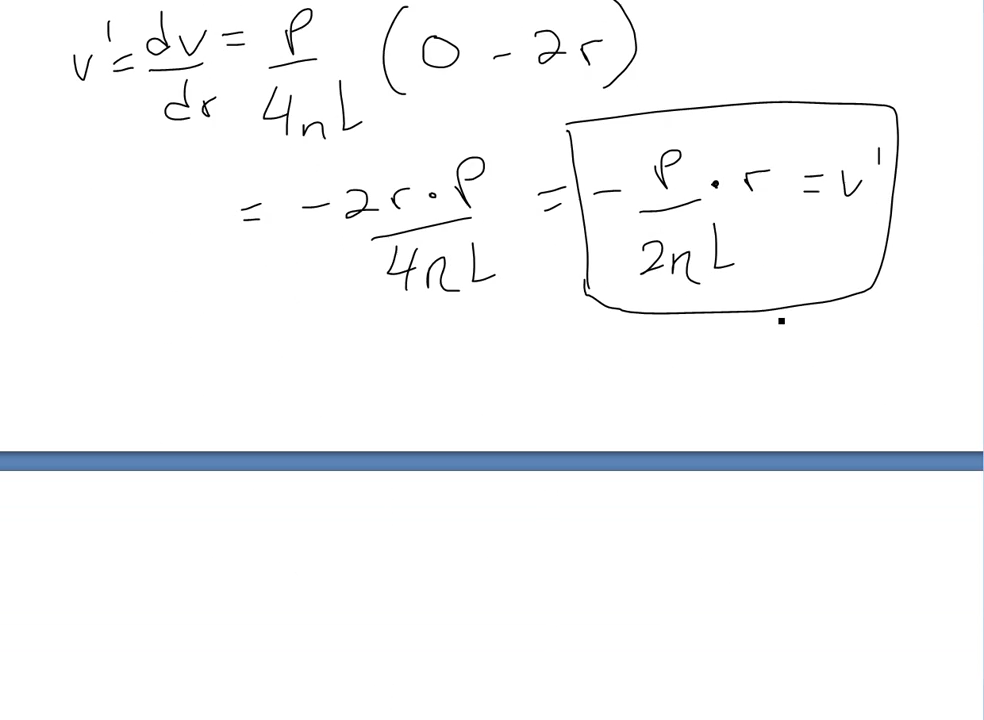 v' = dv/dr = P/4nL (0 - 2r)
= -2r · P/4nL = - P/2nL · r = v'